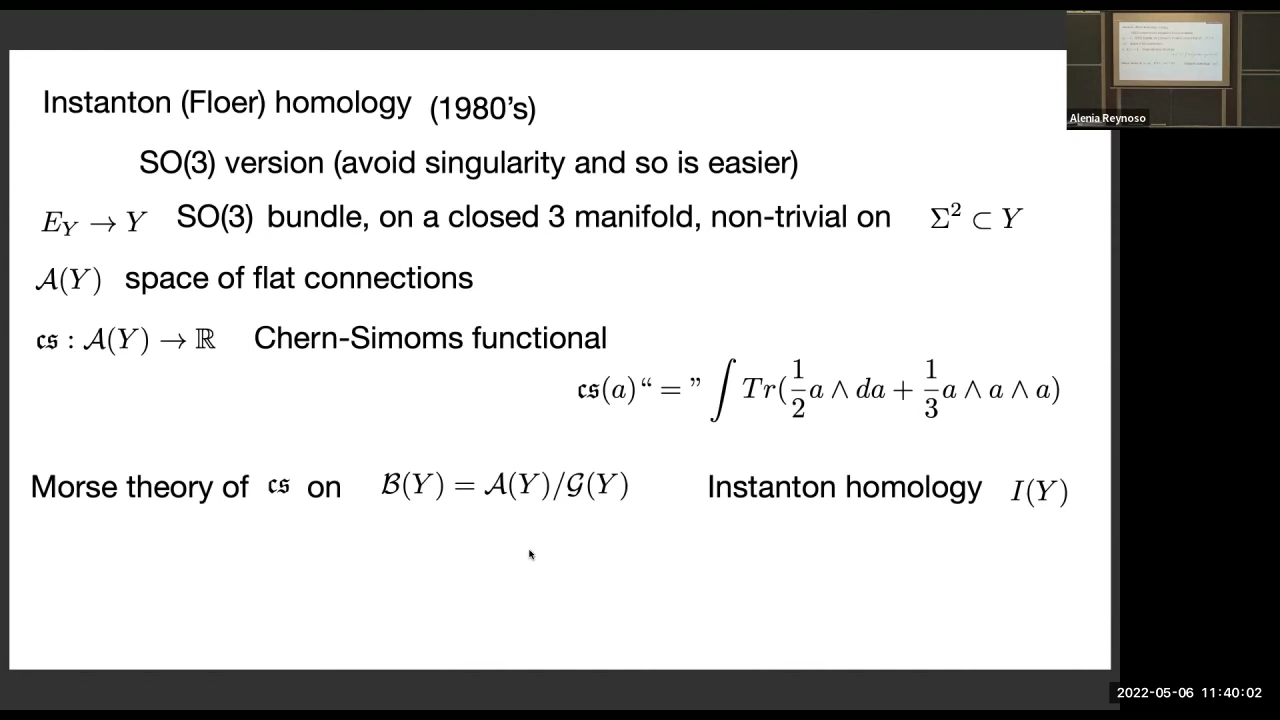 Instanton (Floer) homology (1980's)
SO(3) version (avoid singularity and so is easier)
E_Y → Y SO(3) bundle, on a closed 3 manifold, non-trivial on Σ² ⊂ Y
𝒜(Y) space of flat connections
𝔠𝔰 : 𝒜(Y) → ℝ Chern-Simoms functional
𝔠𝔰(a) “ = ” ∫ Tr(1/2 a ∧ da + 1/3 a ∧ a ∧ a)
Morse theory of 𝔠𝔰 on ℬ(Y) = 𝒜(Y)/𝒢(Y) Instanton homology I(Y)
Alenia Reynoso
2022-05-06 11:40:02